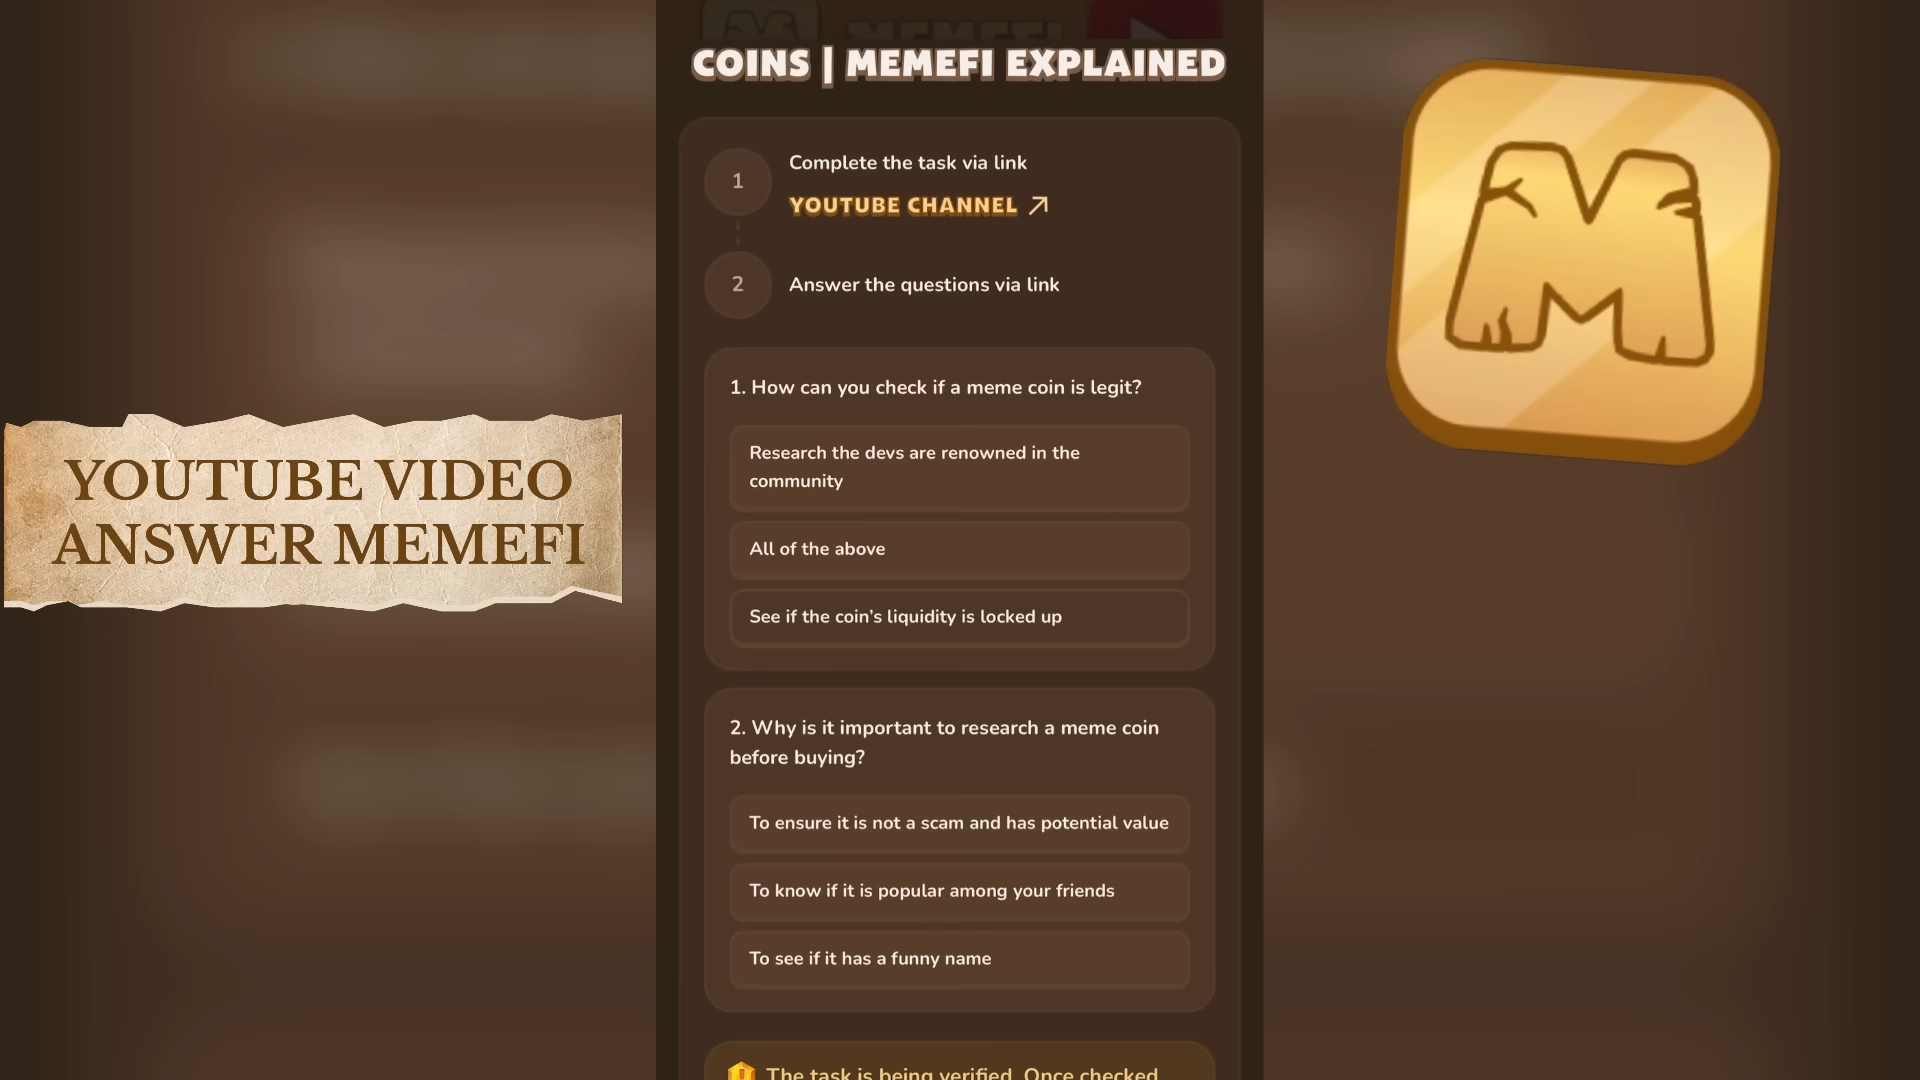 COINS | MEMEFI EXPLAINED
1
Complete the task via link
YOUTUBE CHANNEL
2
Answer the questions via link
1. How can you check if a meme coin is legit?
Research the devs are renowned in the
community
All of the above
See if the coin’s liquidity is locked up
2. Why is it important to research a meme coin
before buying?
To ensure it is not a scam and has potential value
To know if it is popular among your friends
To see if it has a funny name
The task is being verified. Once checked
YOUTUBE VIDEO
ANSWER MEMEFI
M